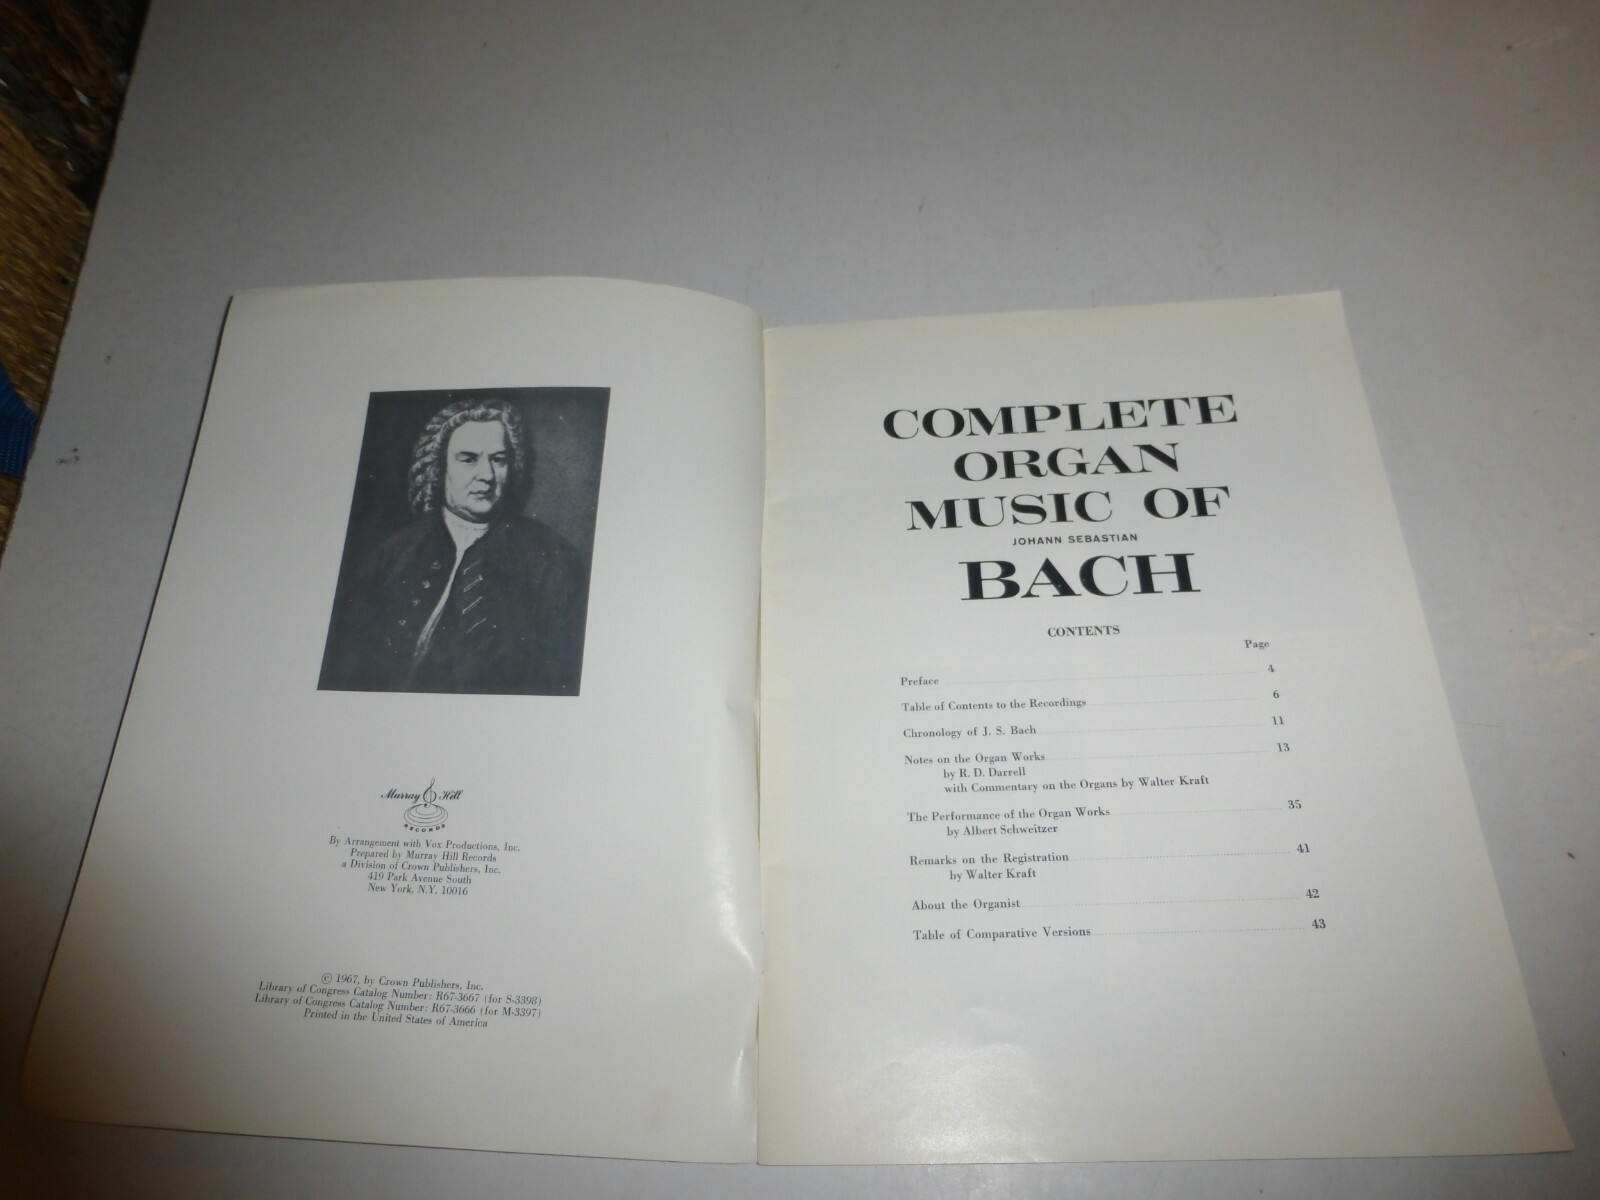 Murray Hill
RECORDS
By Arrangement with Vox Productions, Inc.
Prepared by Murray Hill Records
a Division of Crown Publishers, Inc.
419 Park Avenue South
New York, N.Y. 10016
© 1967, by Crown Publishers, Inc.
Library of Congress Catalog Number: R67-3667 (for S-3398)
Library of Congress Catalog Number: R67-3666 (for M-3397)
Printed in the United States of America
COMPLETE
ORGAN
MUSIC OF
JOHANN SEBASTIAN
BACH
CONTENTS
Page
Preface 4
Table of Contents to the Recordings 6
Chronology of J. S. Bach 11
Notes on the Organ Works 13
by R. D. Darrell
with Commentary on the Organs by Walter Kraft
The Performance of the Organ Works 35
by Albert Schweitzer
Remarks on the Registration 41
by Walter Kraft
About the Organist 42
Table of Comparative Versions 43